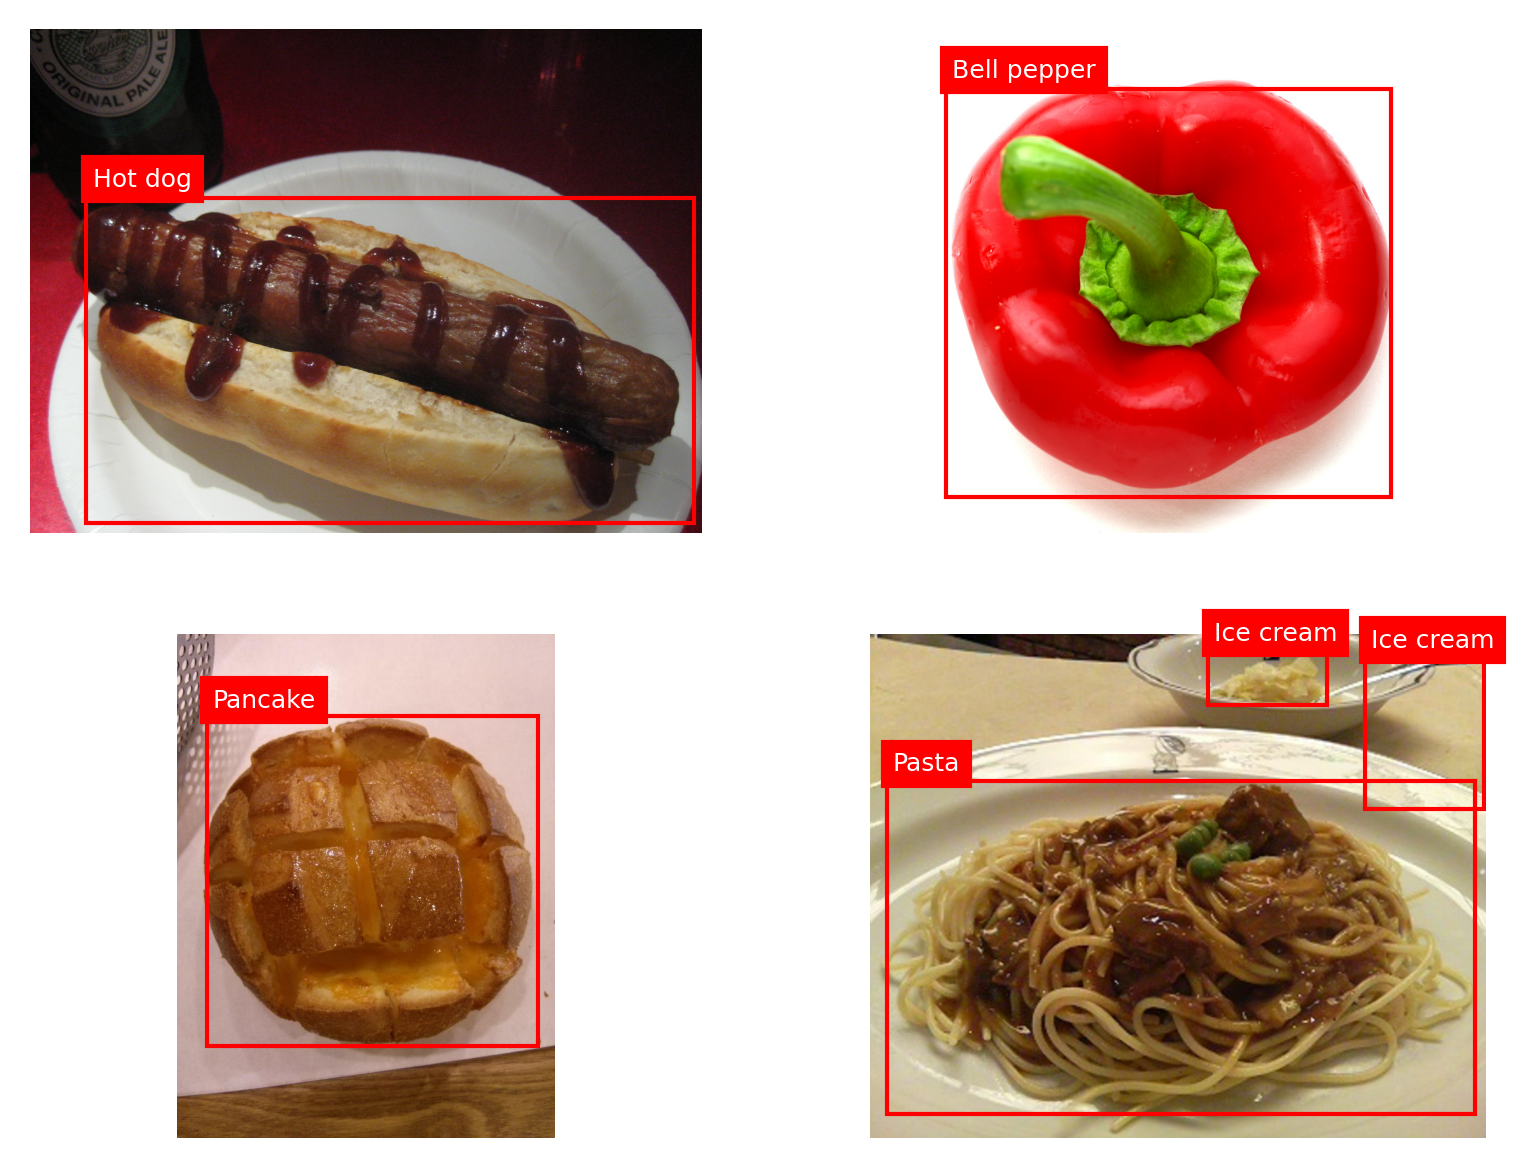 ORIGINAL PALE ALE
Hot dog
Bell pepper
Pancake
Ice cream
Ice cream
Pasta